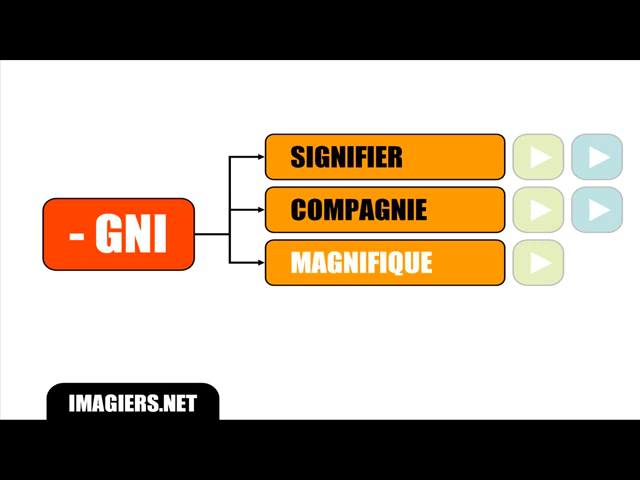 - GNI
SIGNIFIER
COMPAGNIE
MAGNIFIQUE
IMAGIERS.NET